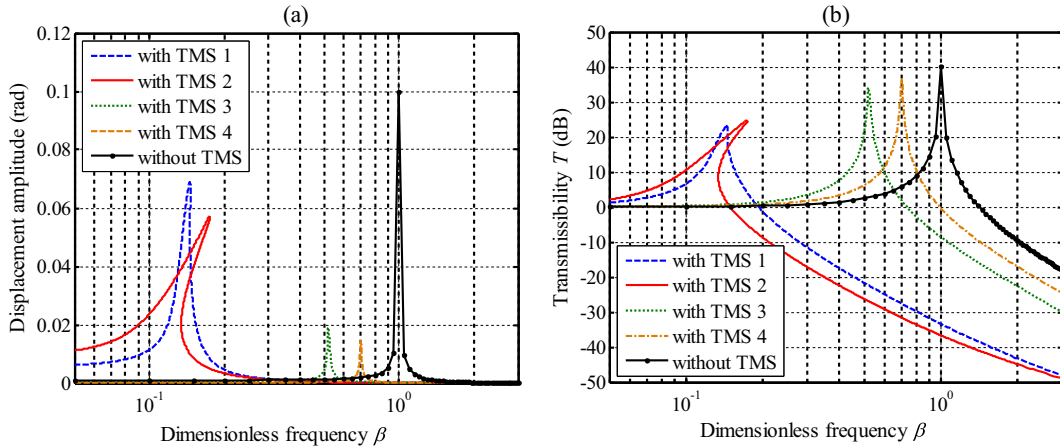 (a)
Displacement amplitude (rad)
0.12
0.1
0.08
0.06
0.04
0.02
0
with TMS 1
with TMS 2
with TMS 3
with TMS 4
without TMS
10⁻¹
10⁰
Dimensionless frequency β
(b)
Transmissibility T (dB)
50
40
30
20
10
0
-10
-20
-30
-40
-50
with TMS 1
with TMS 2
with TMS 3
with TMS 4
without TMS
10⁻¹
10⁰
Dimensionless frequency β